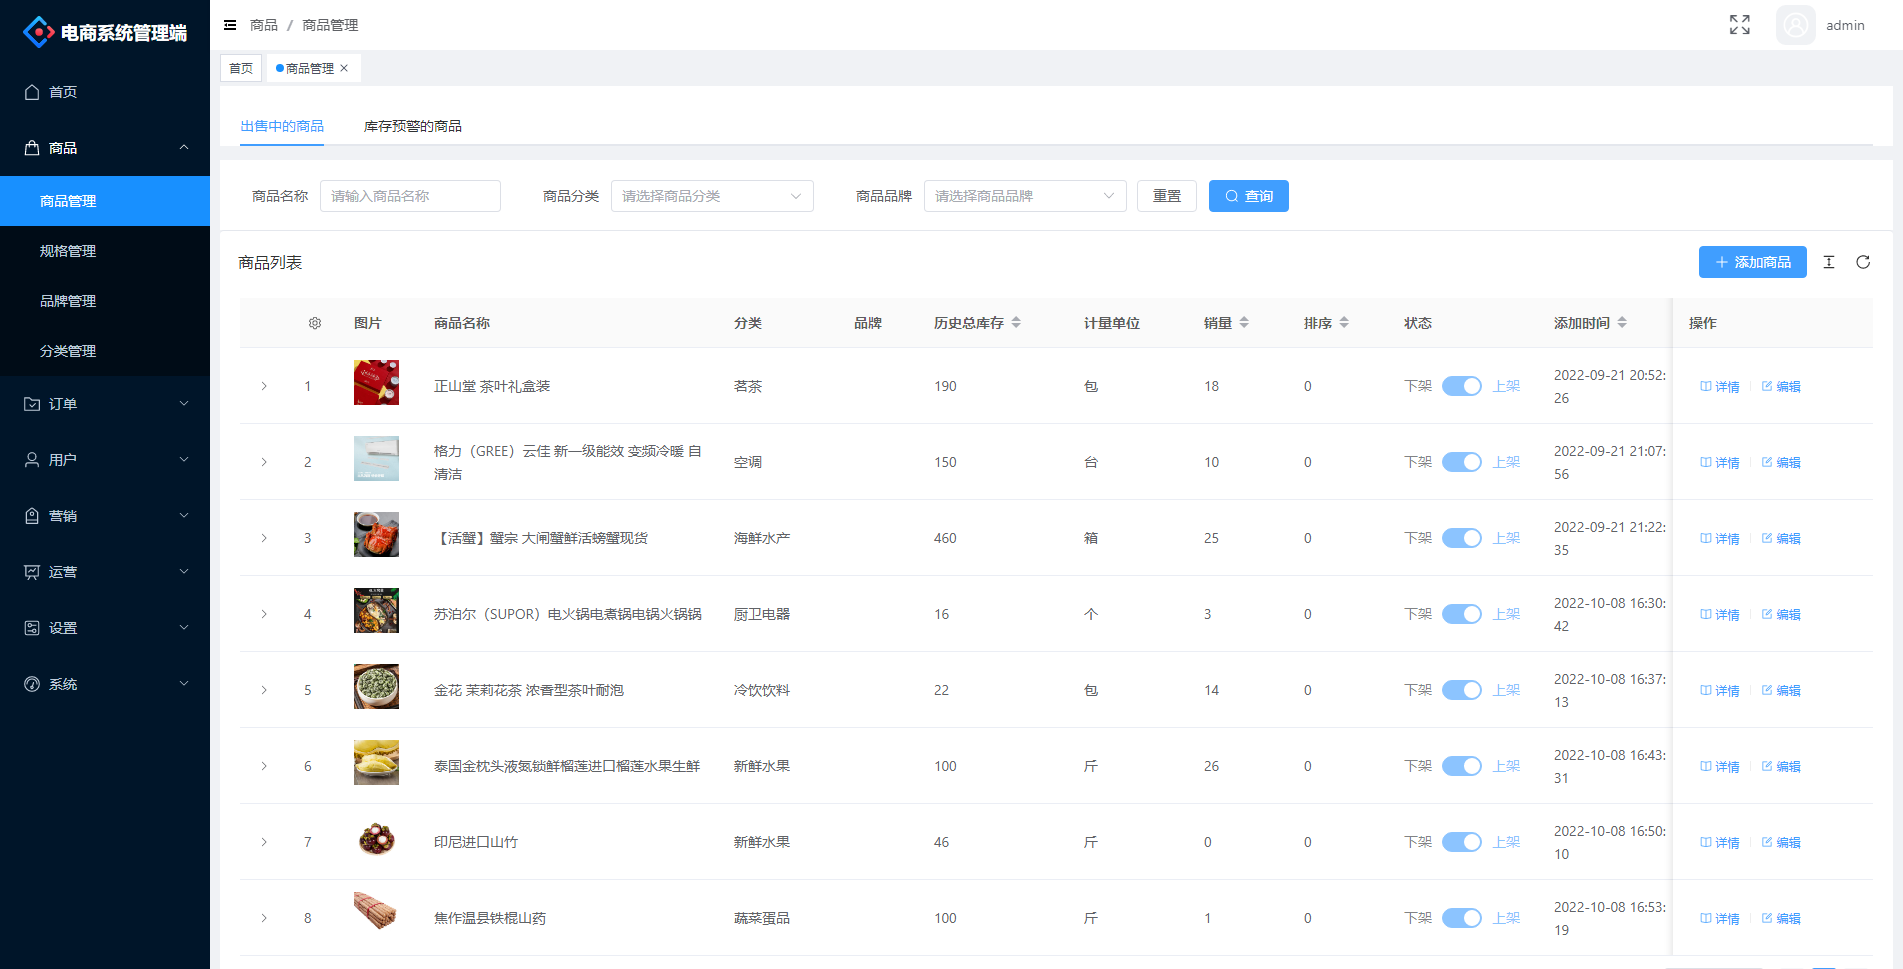 电商系统管理端
商品 / 商品管理
admin
首页
商品管理
首页
商品
商品管理
规格管理
品牌管理
分类管理
订单
用户
营销
运营
设置
系统
出售中的商品
库存预警的商品
商品名称 请输入商品名称 商品分类 请选择商品分类 商品品牌 请选择商品品牌 重置 查询
商品列表
添加商品
图片 商品名称 分类 品牌 历史总库存 计量单位 销量 排序 状态 添加时间 操作
1 正山堂 茶叶礼盒装 茗茶 190 包 18 0 下架 上架 2022-09-21 20:52:
26
详情 编辑
2 格力（GREE）云佳 新一级能效 变频冷暖 自
清洁
空调 150 台 10 0 下架 上架 2022-09-21 21:07:
56
详情 编辑
3 【活蟹】蟹宗 大闸蟹鲜活螃蟹现货 海鲜水产 460 箱 25 0 下架 上架 2022-09-21 21:22:
35
详情 编辑
4 苏泊尔（SUPOR）电火锅电煮锅电锅火锅锅 厨卫电器 16 个 3 0 下架 上架 2022-10-08 16:30:
42
详情 编辑
5 金花 茉莉花茶 浓香型茶叶耐泡 冷饮饮料 22 包 14 0 下架 上架 2022-10-08 16:37:
13
详情 编辑
6 泰国金枕头液氮锁鲜榴莲进口榴莲水果生鲜 新鲜水果 100 斤 26 0 下架 上架 2022-10-08 16:43:
31
详情 编辑
7 印尼进口山竹 新鲜水果 46 斤 0 0 下架 上架 2022-10-08 16:50:
10
详情 编辑
8 焦作温县铁棍山药 蔬菜蛋品 100 斤 1 0 下架 上架 2022-10-08 16:53:
19
详情 编辑